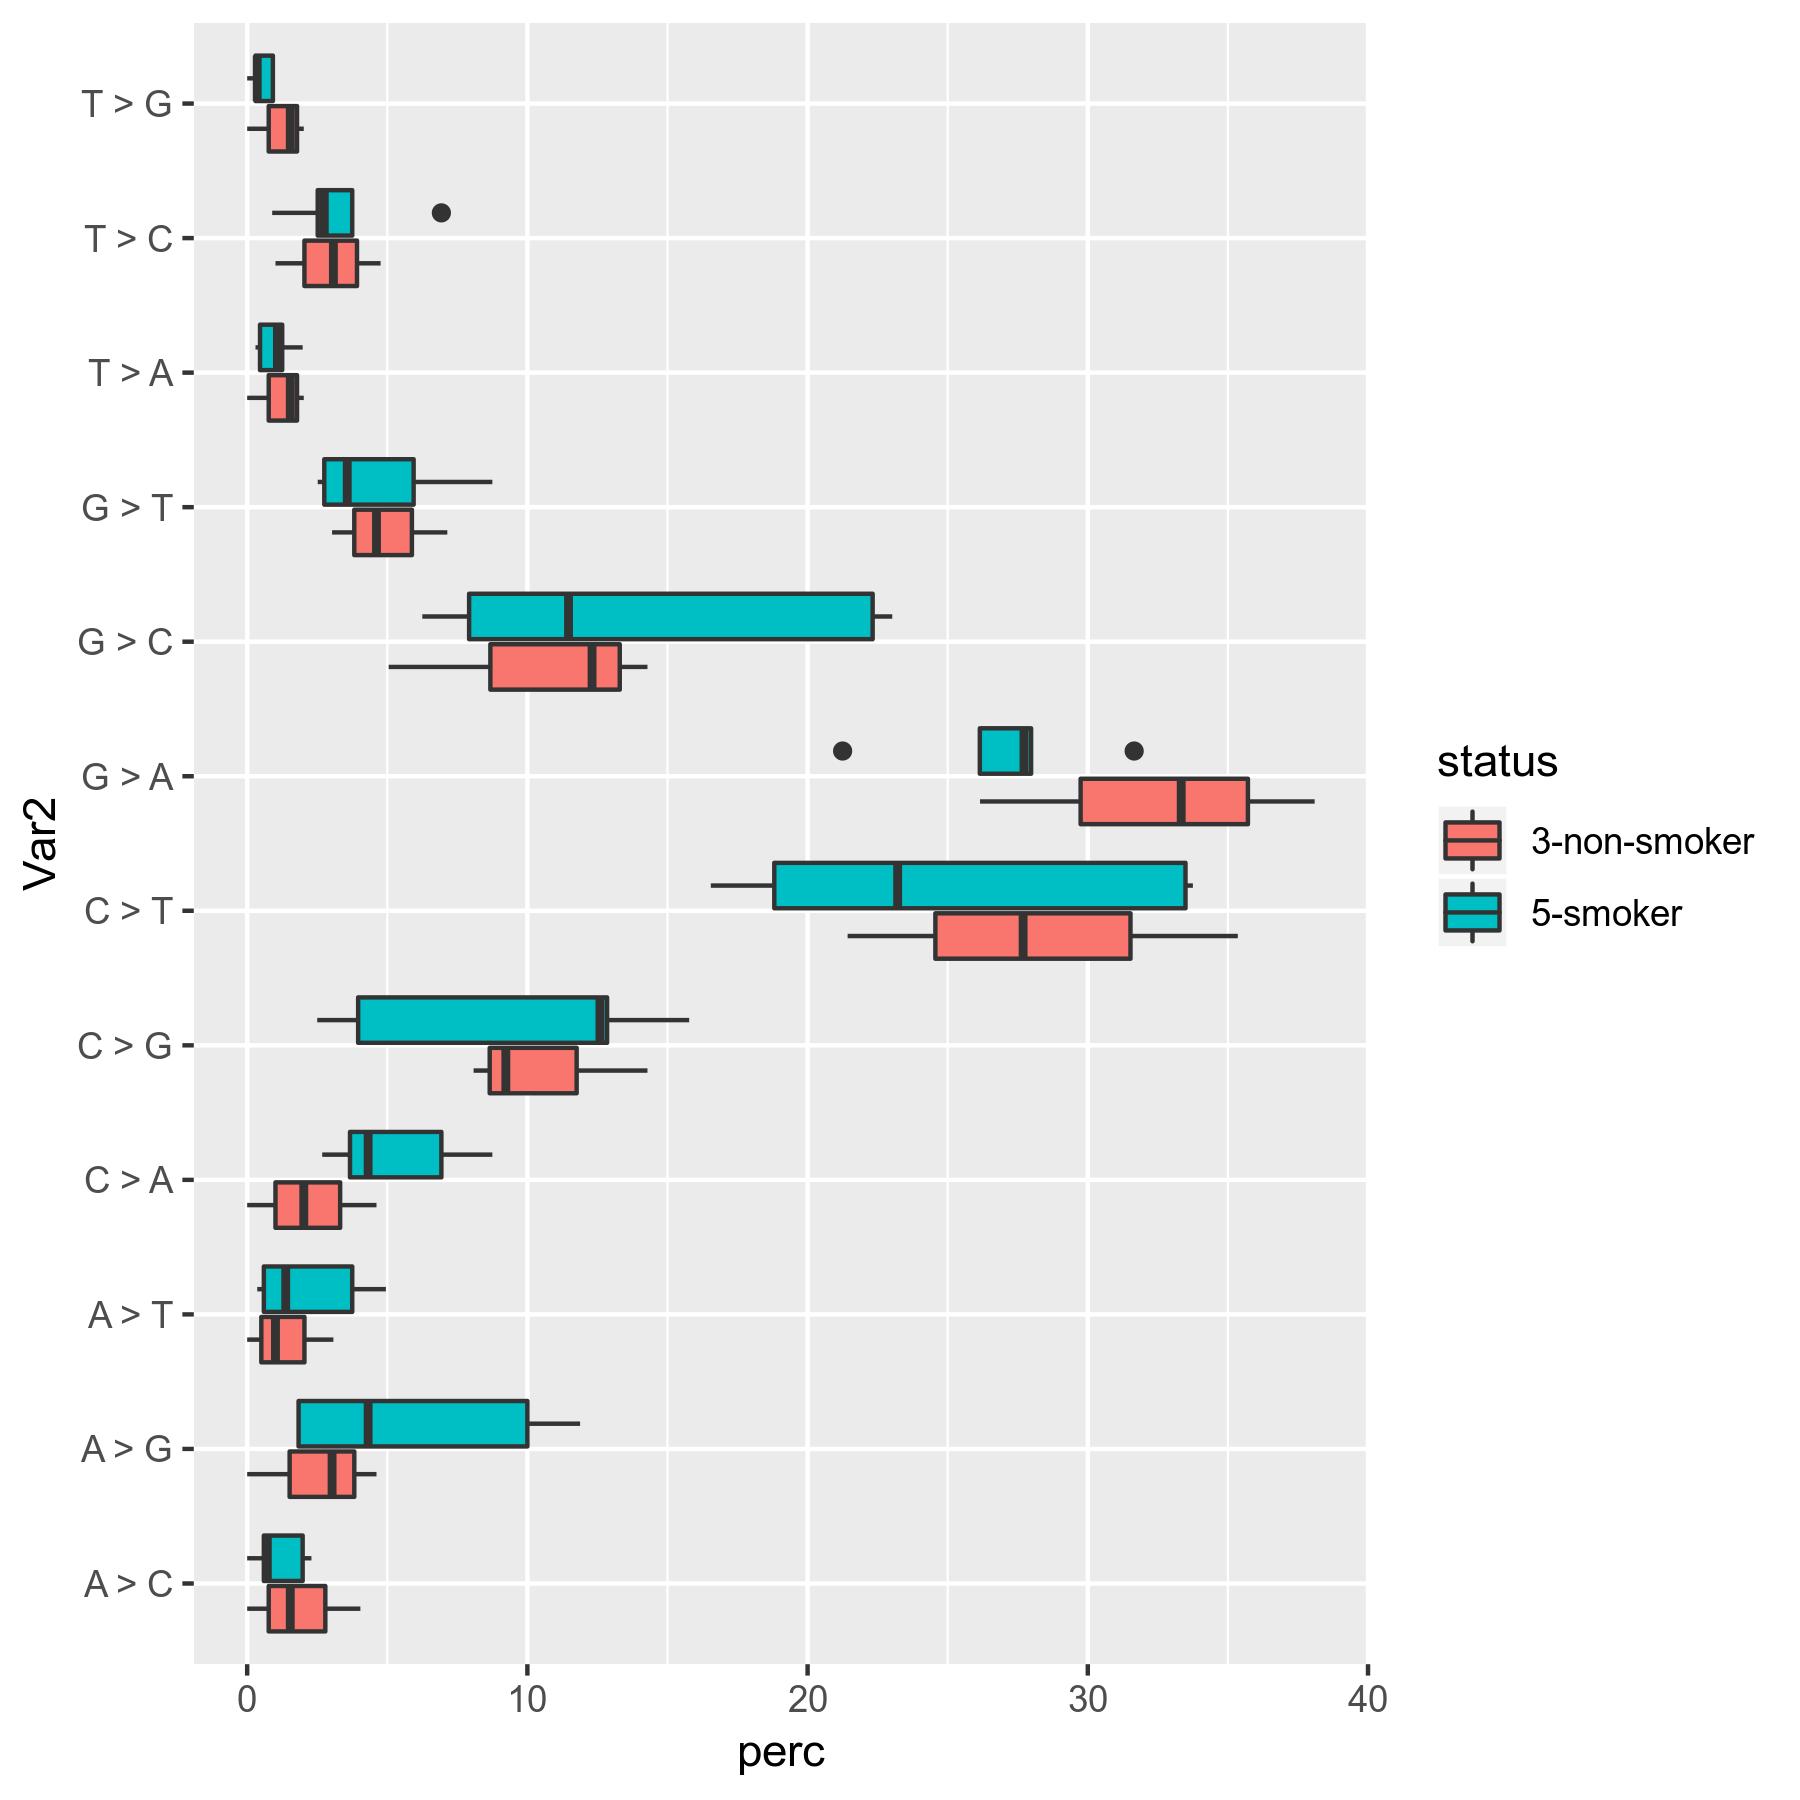 T > G
T > C
T > A
G > T
G > C
G > A
C > T
C > G
C > A
A > T
A > G
A > C
Var2
0 10 20 30 40
perc
status
3-non-smoker
5-smoker